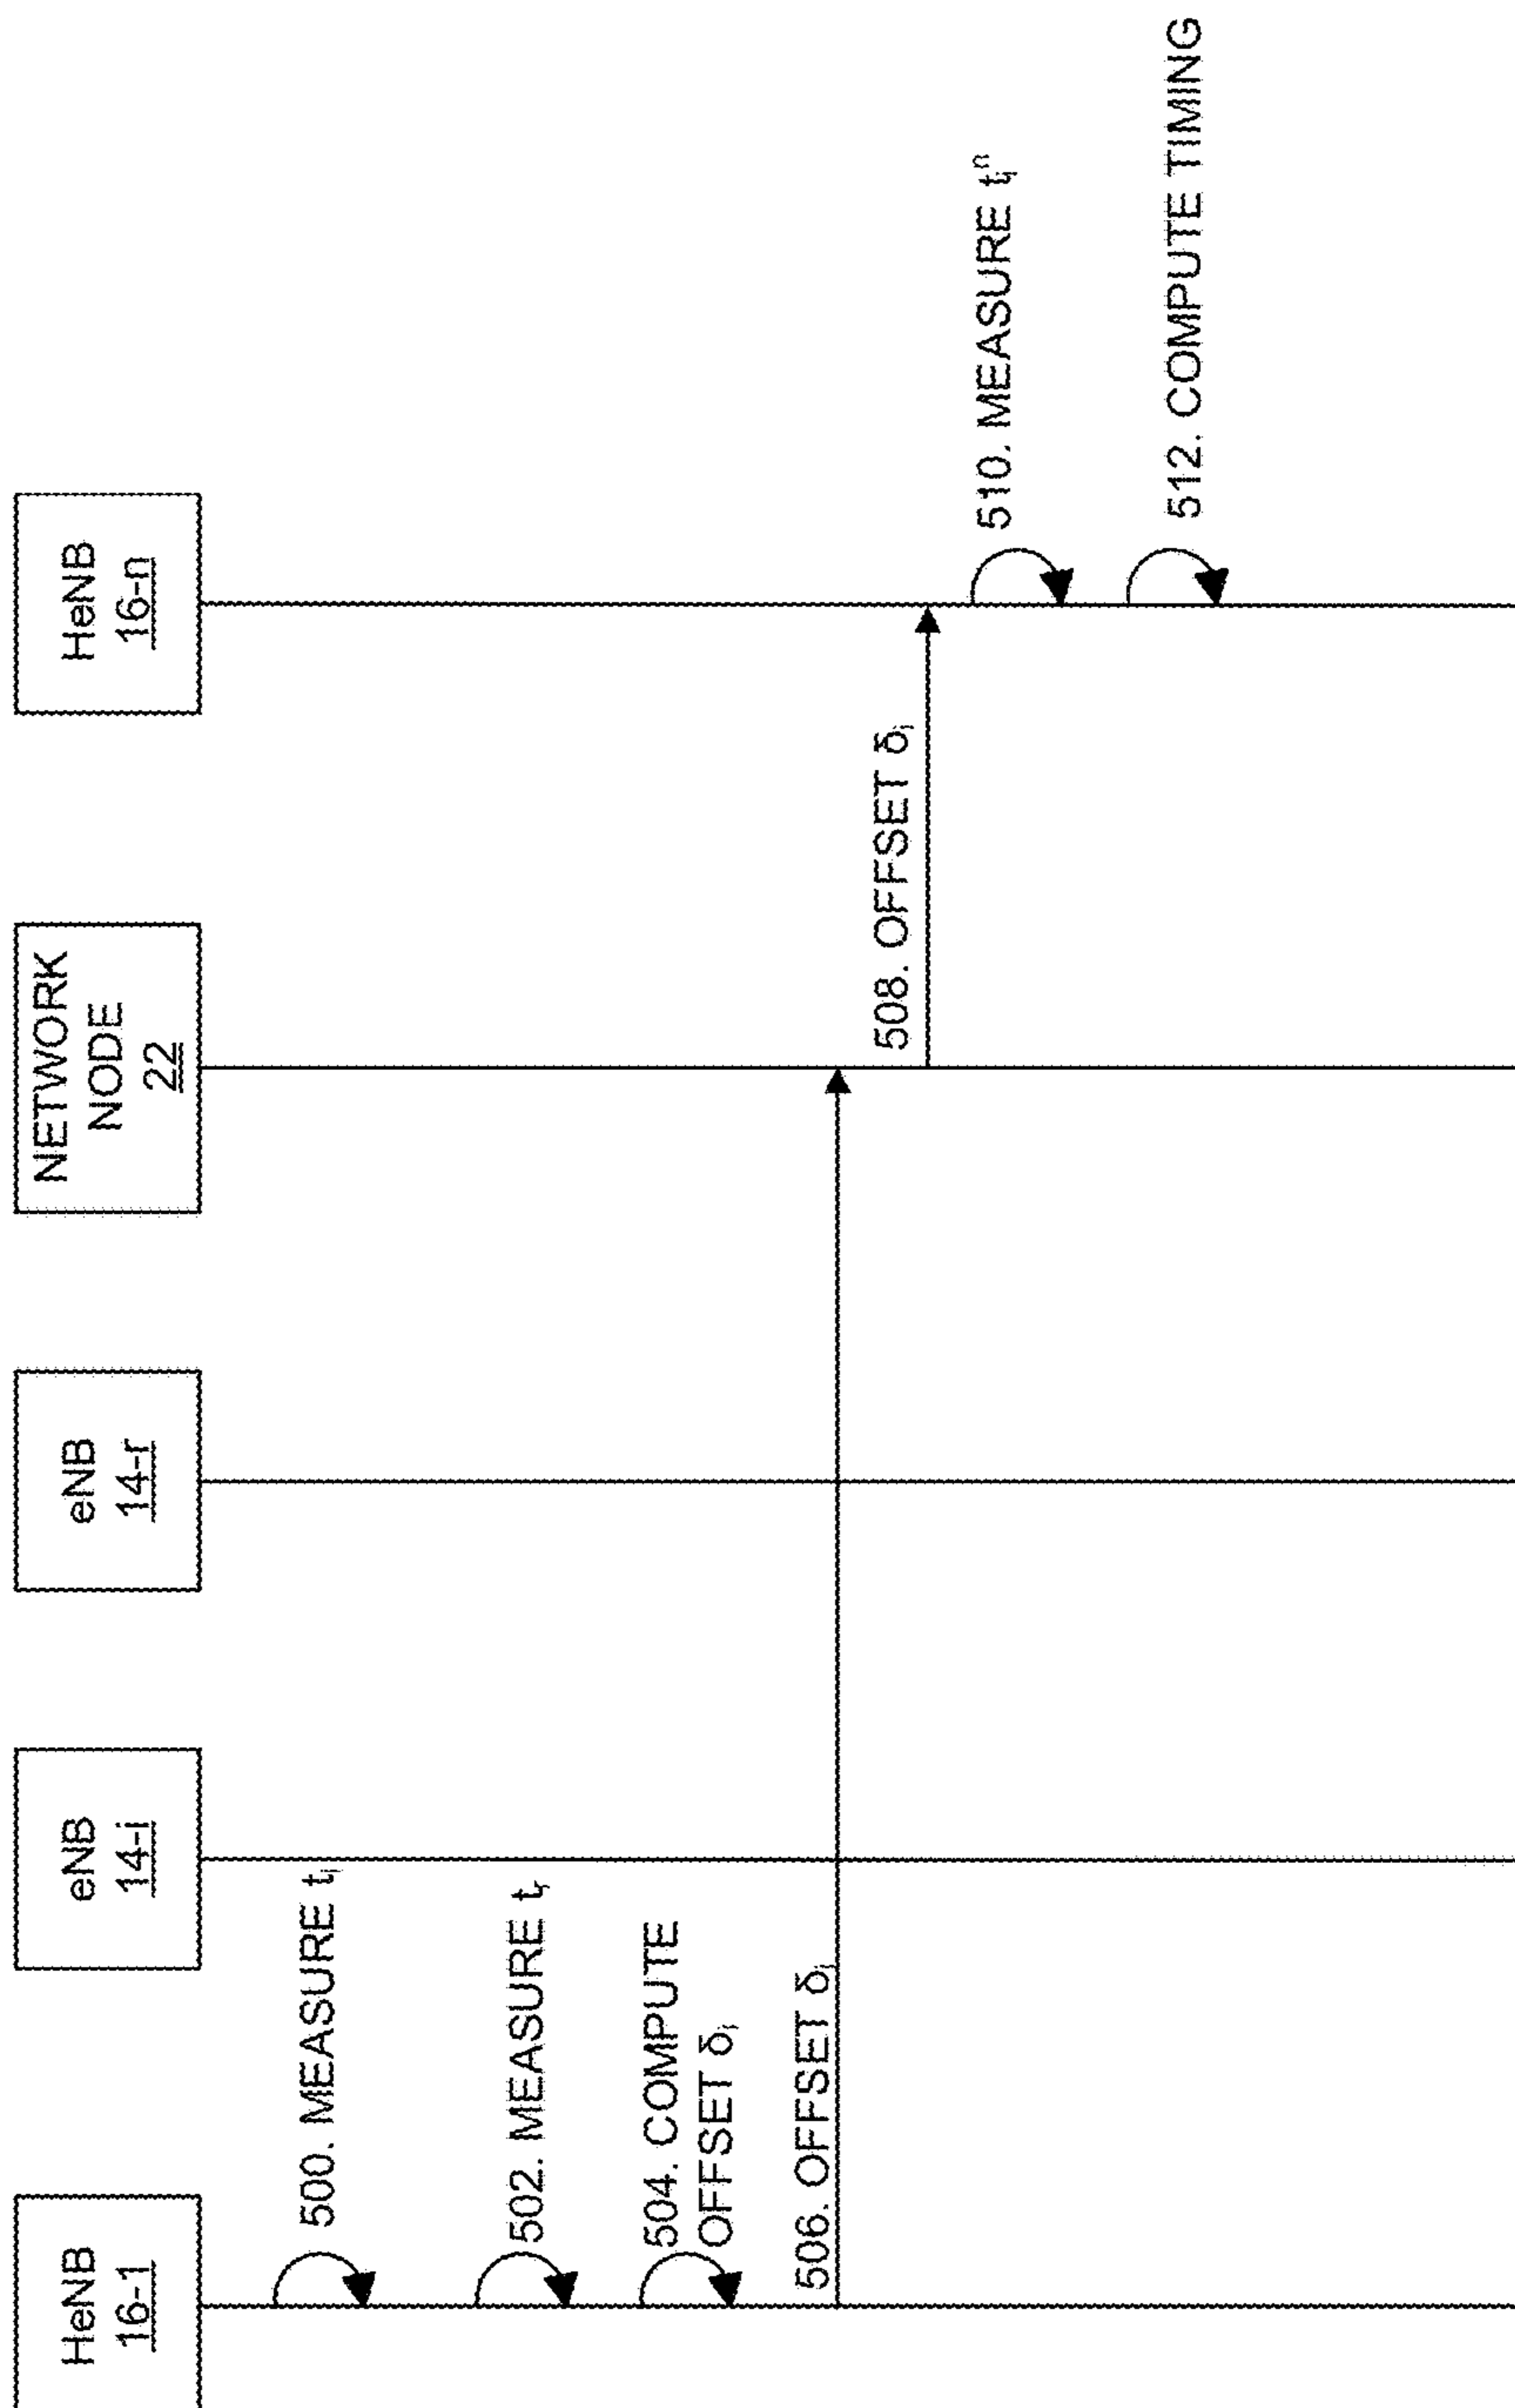 HeNB
16-1
eNB
14-i
eNB
14-r
NETWORK
NODE
22
HeNB
16-n
500. MEASURE tᵢ
502. MEASURE tᵣ
504. COMPUTE
OFFSET δᵢ
506. OFFSET δᵢ
508. OFFSET δᵢ
510. MEASURE tᵢⁿ
512. COMPUTE TIMING